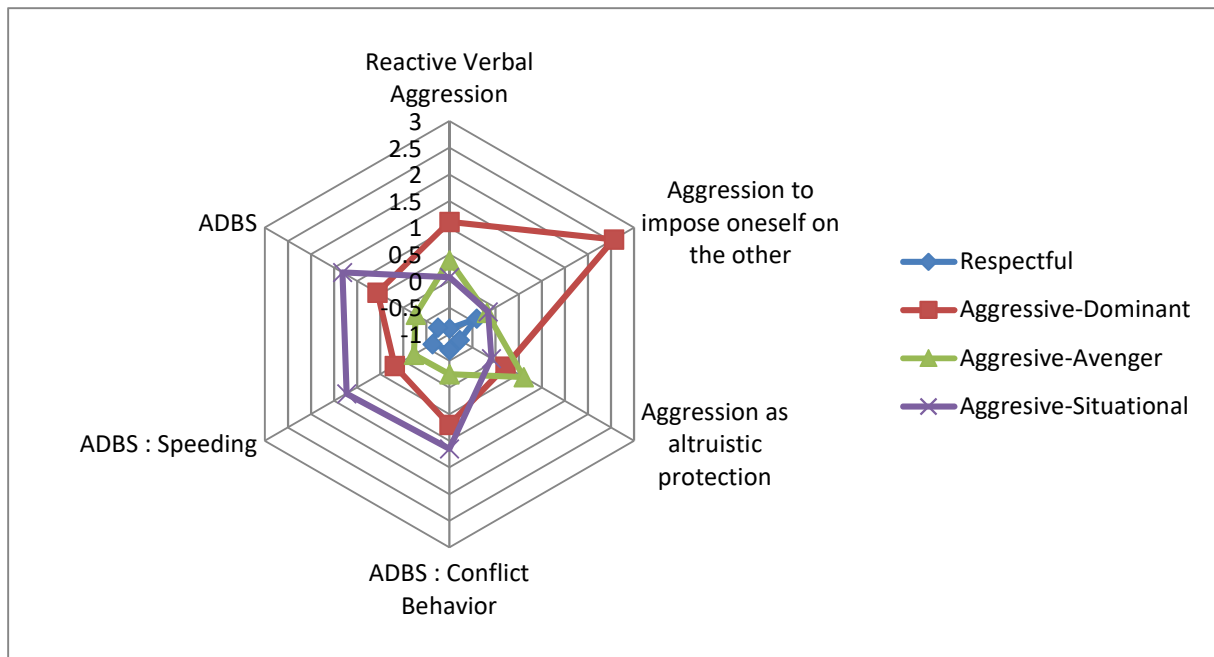 Reactive Verbal
Aggression
3
2.5
2
1.5
1
0.5
0
-0.5
-1
Aggression to
impose oneself on
the other
Aggression as
altruistic
protection
ADBS : Conflict
Behavior
ADBS : Speeding
ADBS
Respectful
Aggressive-Dominant
Aggresive-Avenger
Aggresive-Situational